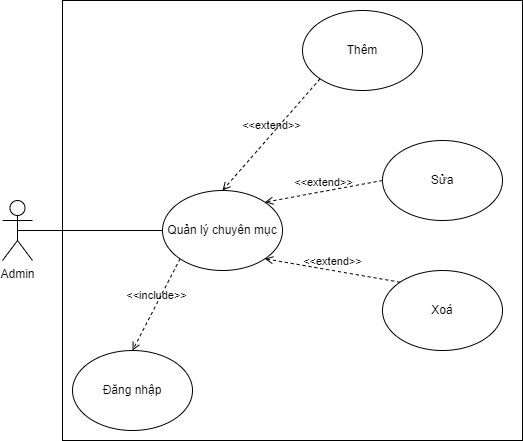 Thêm
<<extend>>
<<extend>>
Sửa
Quản lý chuyên mục
<<extend>>
Admin
<<include>>
Xoá
Đăng nhập